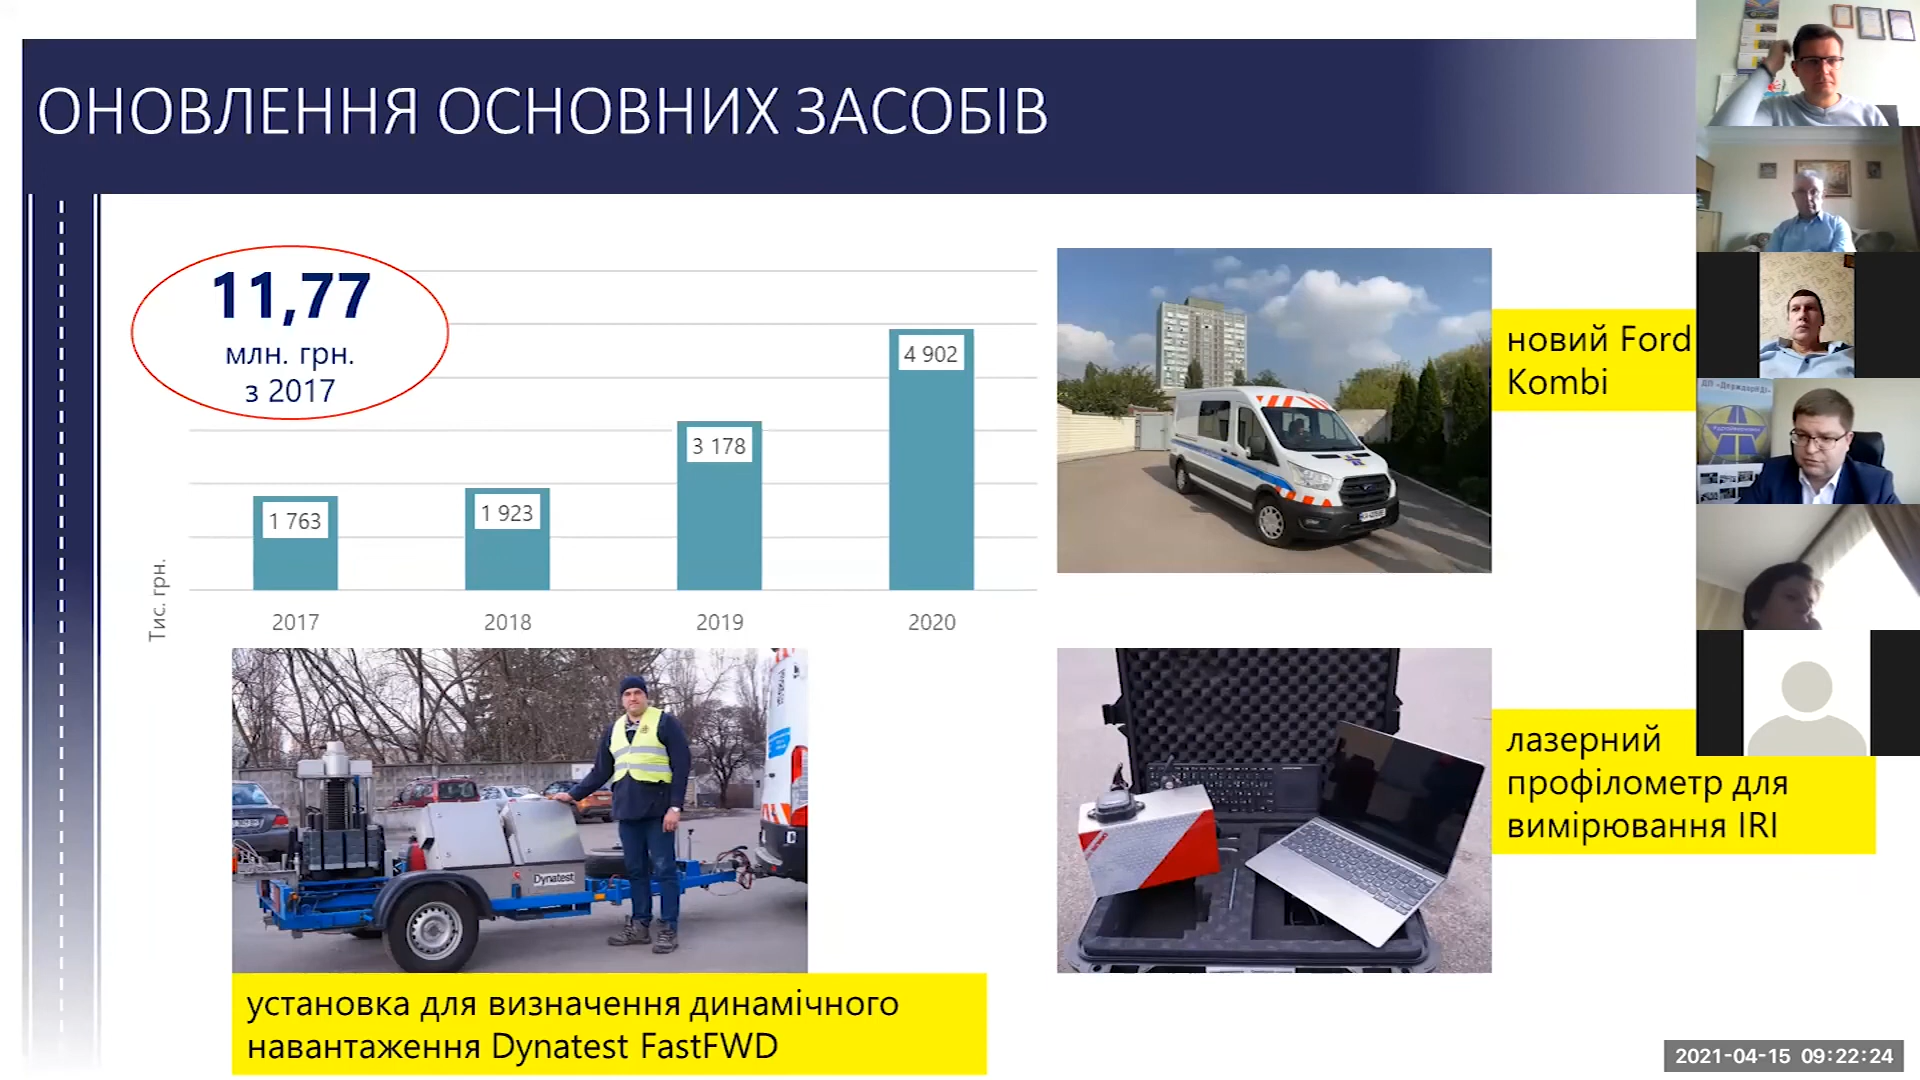 ОНОВЛЕННЯ ОСНОВНИХ ЗАСОБІВ
11,77
млн. грн.
з 2017
4 902
3 178
1 923
1 763
Тис. грн.
2017
2018
2019
2020
новий Ford
Kombi
ДП «ДерждорНДІ»
Dynatest
лазерний
профілометр для
вимірювання IRI
установка для визначення динамічного
навантаження Dynatest FastFWD
2021-04-15 09:22:24